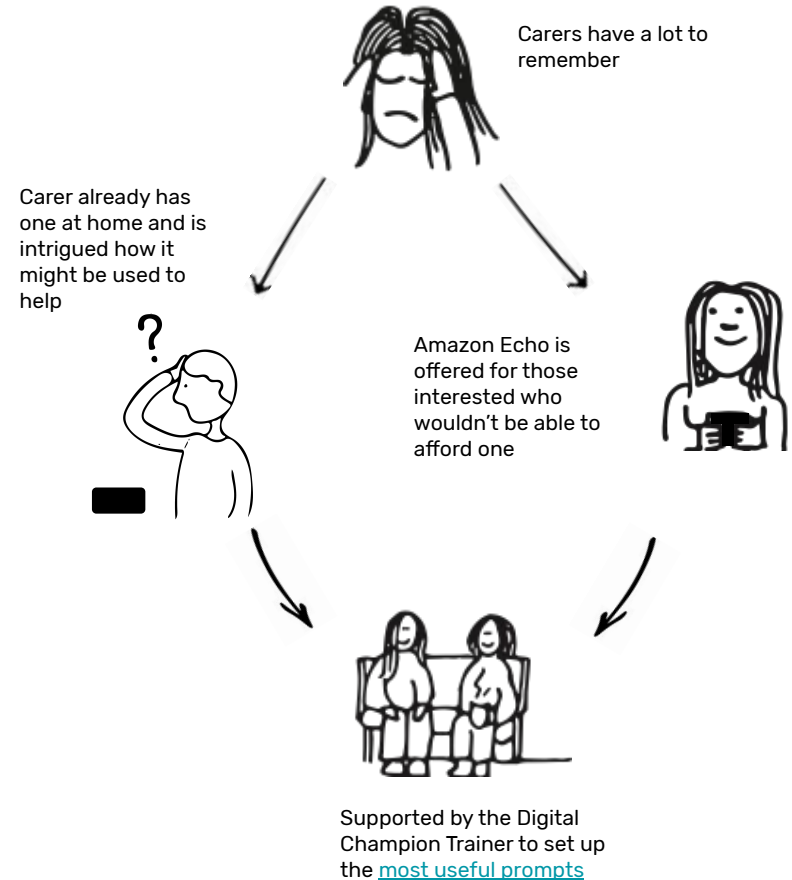 Carers have a lot to
remember
Carer already has
one at home and is
intrigued how it
might be used to
help
?
Amazon Echo is
offered for those
interested who
wouldn’t be able to
afford one
Supported by the Digital
Champion Trainer to set up
the most useful prompts